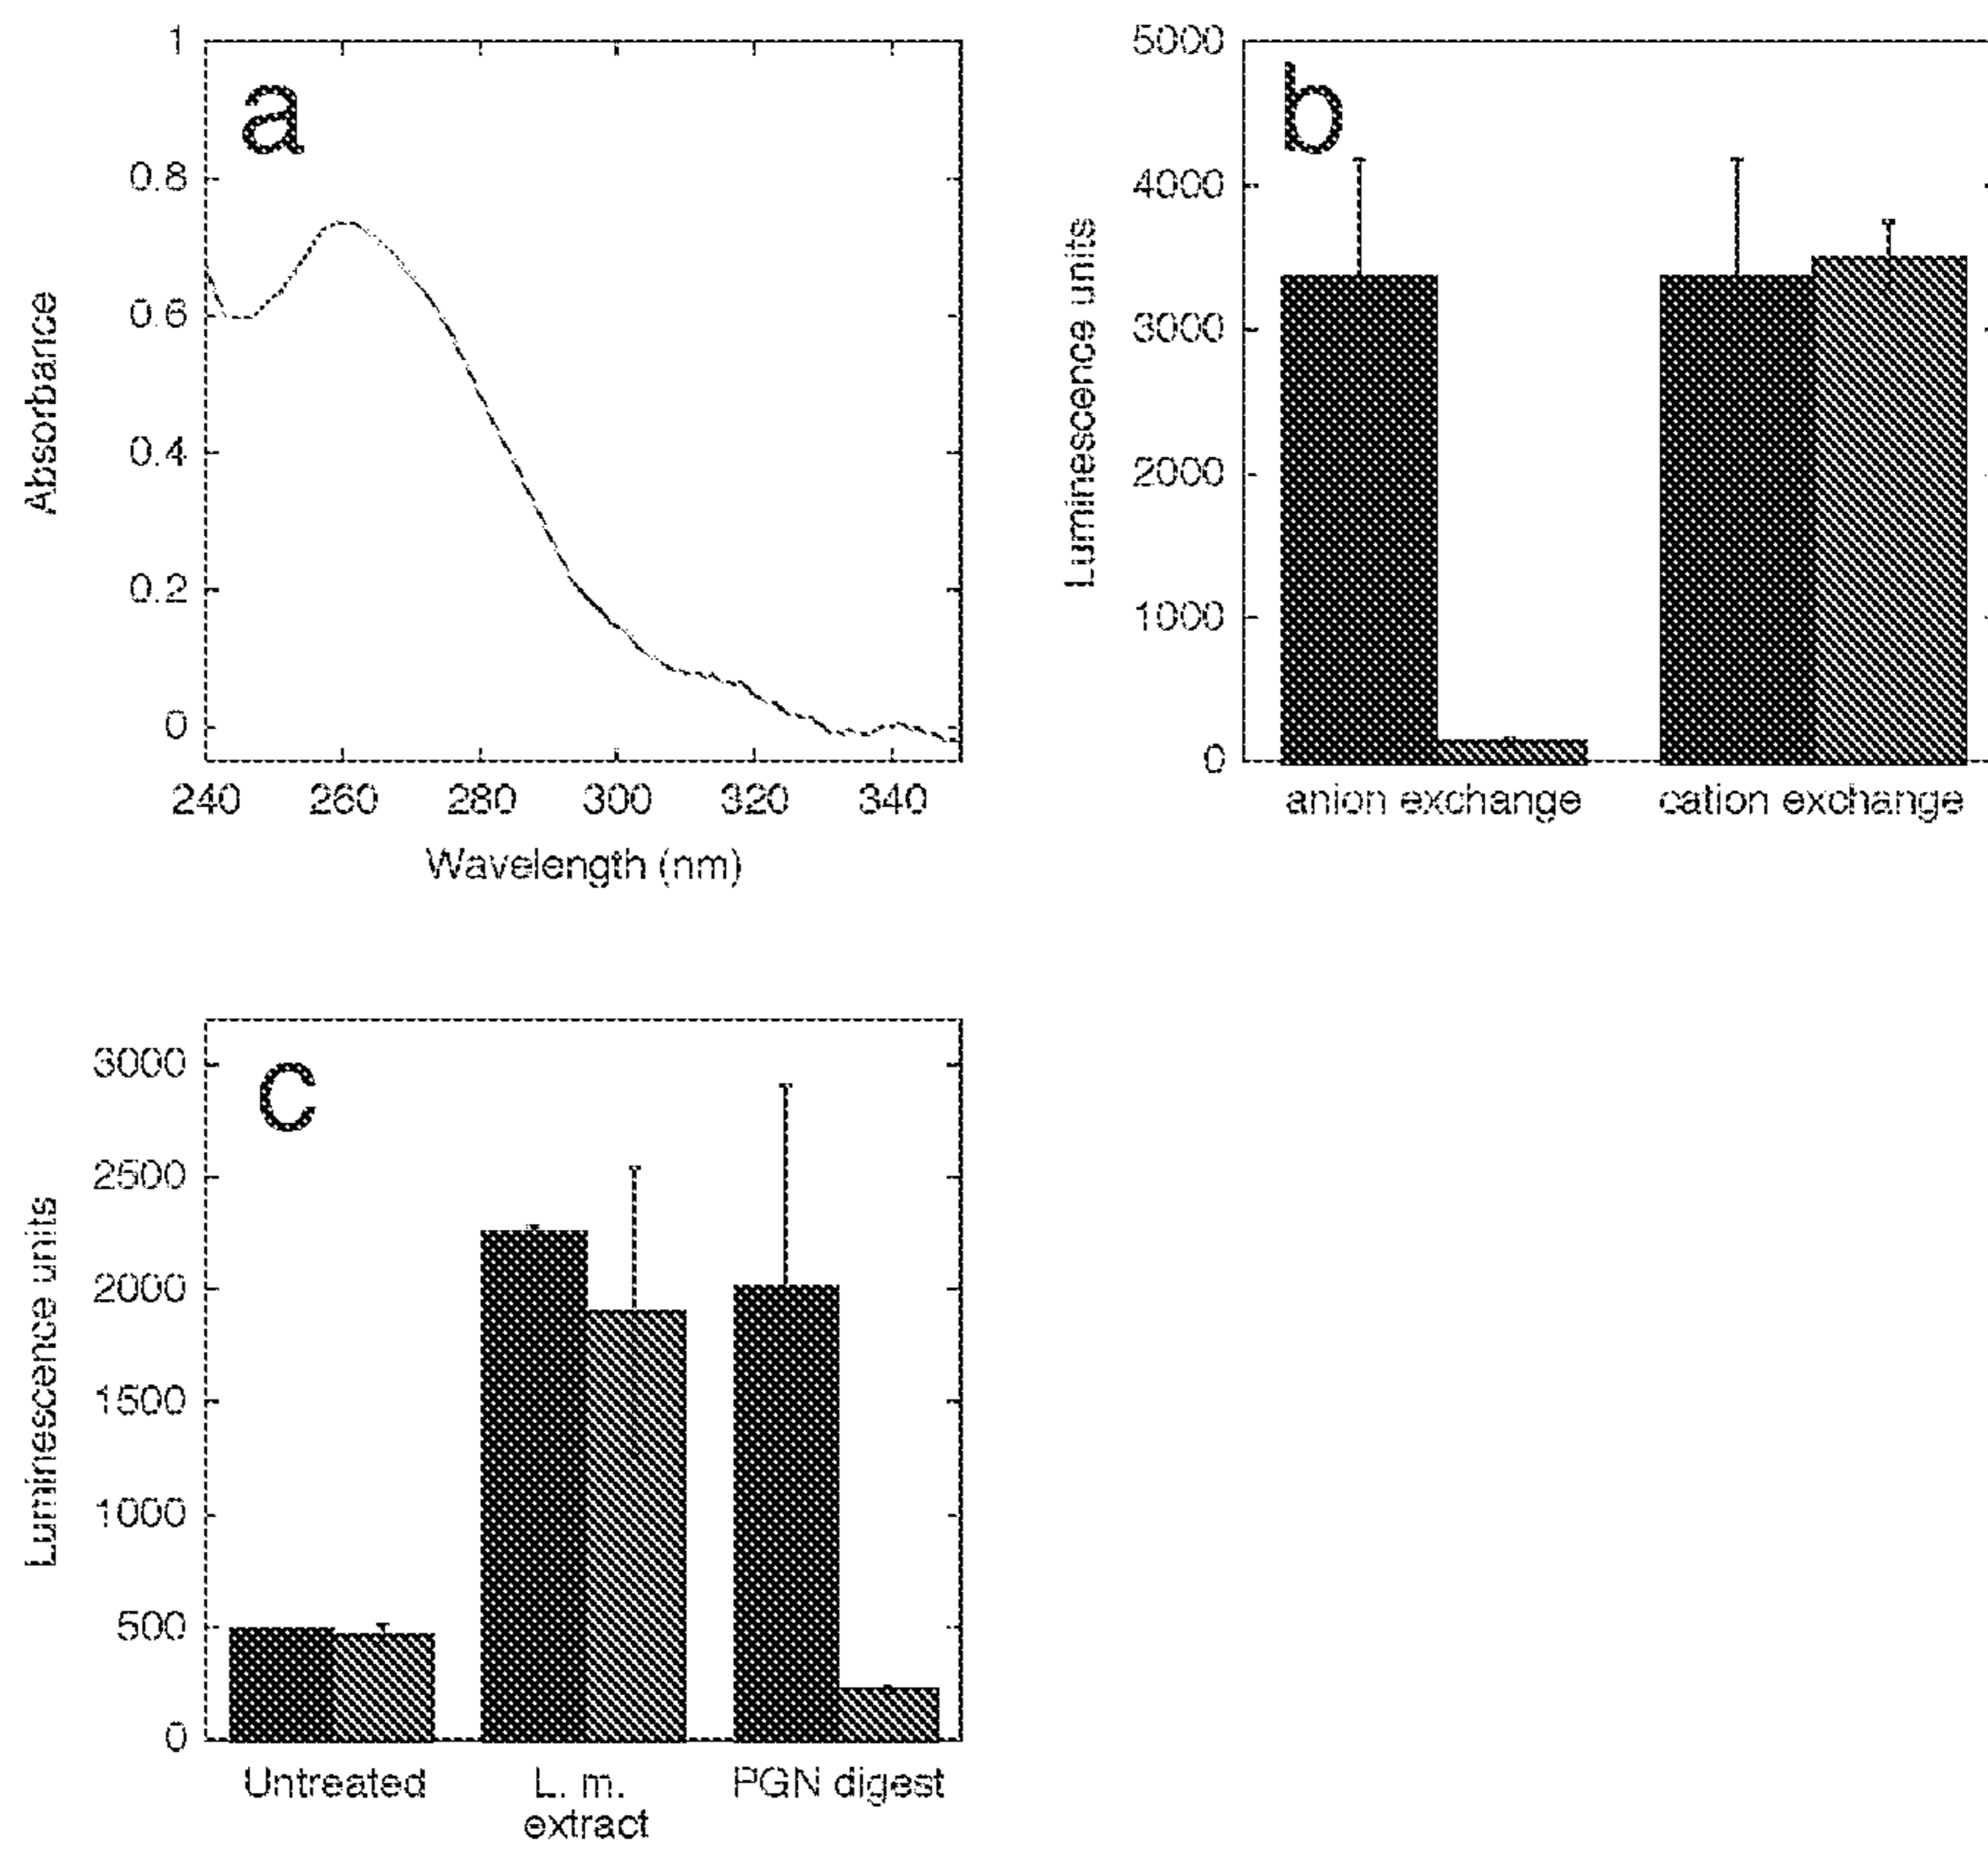 a
1
0.8
0.6
0.4
0.2
0
Absorbance
240 260 280 300 320 340
Wavelength (nm)
b
5000
4000
3000
2000
1000
0
Luminescence units
anion exchange cation exchange
c
3000
2500
2000
1500
1000
500
0
Luminescence units
Untreated L. m. PGN digest
extract